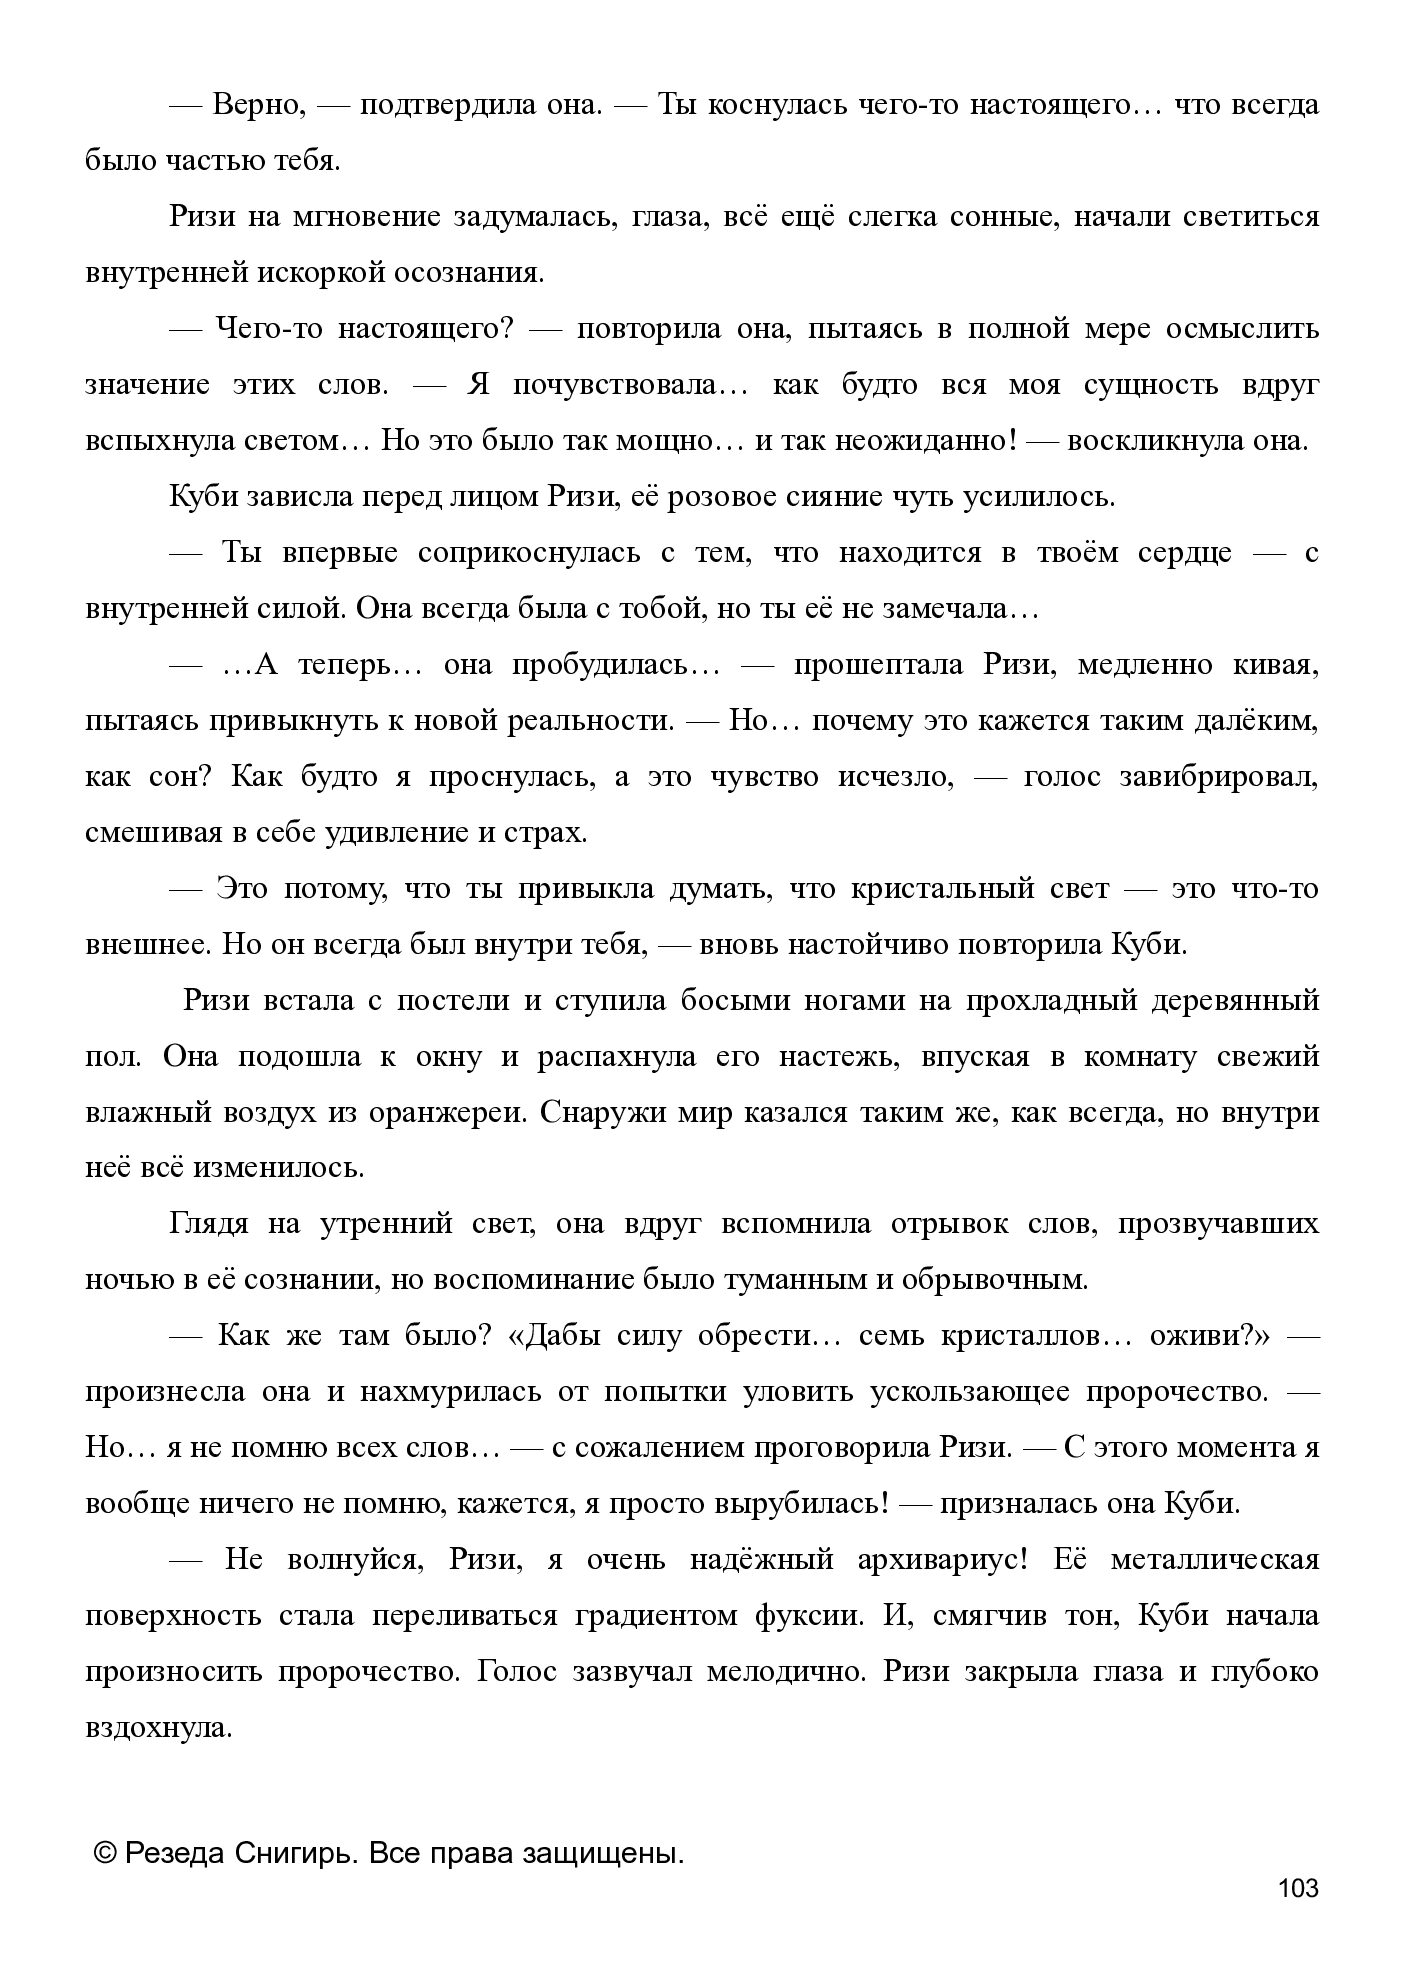 — Верно, — подтвердила она. — Ты коснулась чего-то настоящего… что всегда
было частью тебя.
Ризи на мгновение задумалась, глаза, всё ещё слегка сонные, начали светиться
внутренней искоркой осознания.
— Чего-то настоящего? — повторила она, пытаясь в полной мере осмыслить
значение этих слов. — Я почувствовала… как будто вся моя сущность вдруг
вспыхнула светом… Но это было так мощно… и так неожиданно! — воскликнула она.
Куби зависла перед лицом Ризи, её розовое сияние чуть усилилось.
— Ты впервые соприкоснулась с тем, что находится в твоём сердце — с
внутренней силой. Она всегда была с тобой, но ты её не замечала…
— …А теперь… она пробудилась… — прошептала Ризи, медленно кивая,
пытаясь привыкнуть к новой реальности. — Но… почему это кажется таким далёким,
как сон? Как будто я проснулась, а это чувство исчезло, — голос завибрировал,
смешивая в себе удивление и страх.
— Это потому, что ты привыкла думать, что кристальный свет — это что-то
внешнее. Но он всегда был внутри тебя, — вновь настойчиво повторила Куби.
Ризи встала с постели и ступила босыми ногами на прохладный деревянный
пол. Она подошла к окну и распахнула его настежь, впуская в комнату свежий
влажный воздух из оранжереи. Снаружи мир казался таким же, как всегда, но внутри
неё всё изменилось.
Глядя на утренний свет, она вдруг вспомнила отрывок слов, прозвучавших
ночью в её сознании, но воспоминание было туманным и обрывочным.
— Как же там было? «Дабы силу обрести… семь кристаллов… оживи?» —
произнесла она и нахмурилась от попытки уловить ускользающее пророчество. —
Но… я не помню всех слов… — с сожалением проговорила Ризи. — С этого момента я
вообще ничего не помню, кажется, я просто вырубилась! — призналась она Куби.
— Не волнуйся, Ризи, я очень надёжный архивариус! Её металлическая
поверхность стала переливаться градиентом фуксии. И, смягчив тон, Куби начала
произносить пророчество. Голос зазвучал мелодично. Ризи закрыла глаза и глубоко
вздохнула.
© Резеда Снигирь. Все права защищены.
103